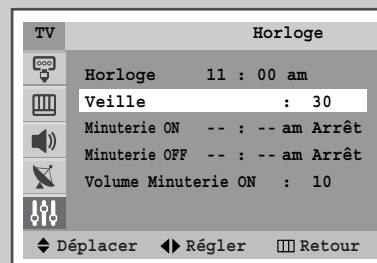 TV Horloge
Horloge 11 : 00 am
Veille : 30
Minuterie ON -- : -- am Arrêt
Minuterie OFF -- : -- am Arrêt
Volume Minuterie ON : 10
Déplacer Régler Retour